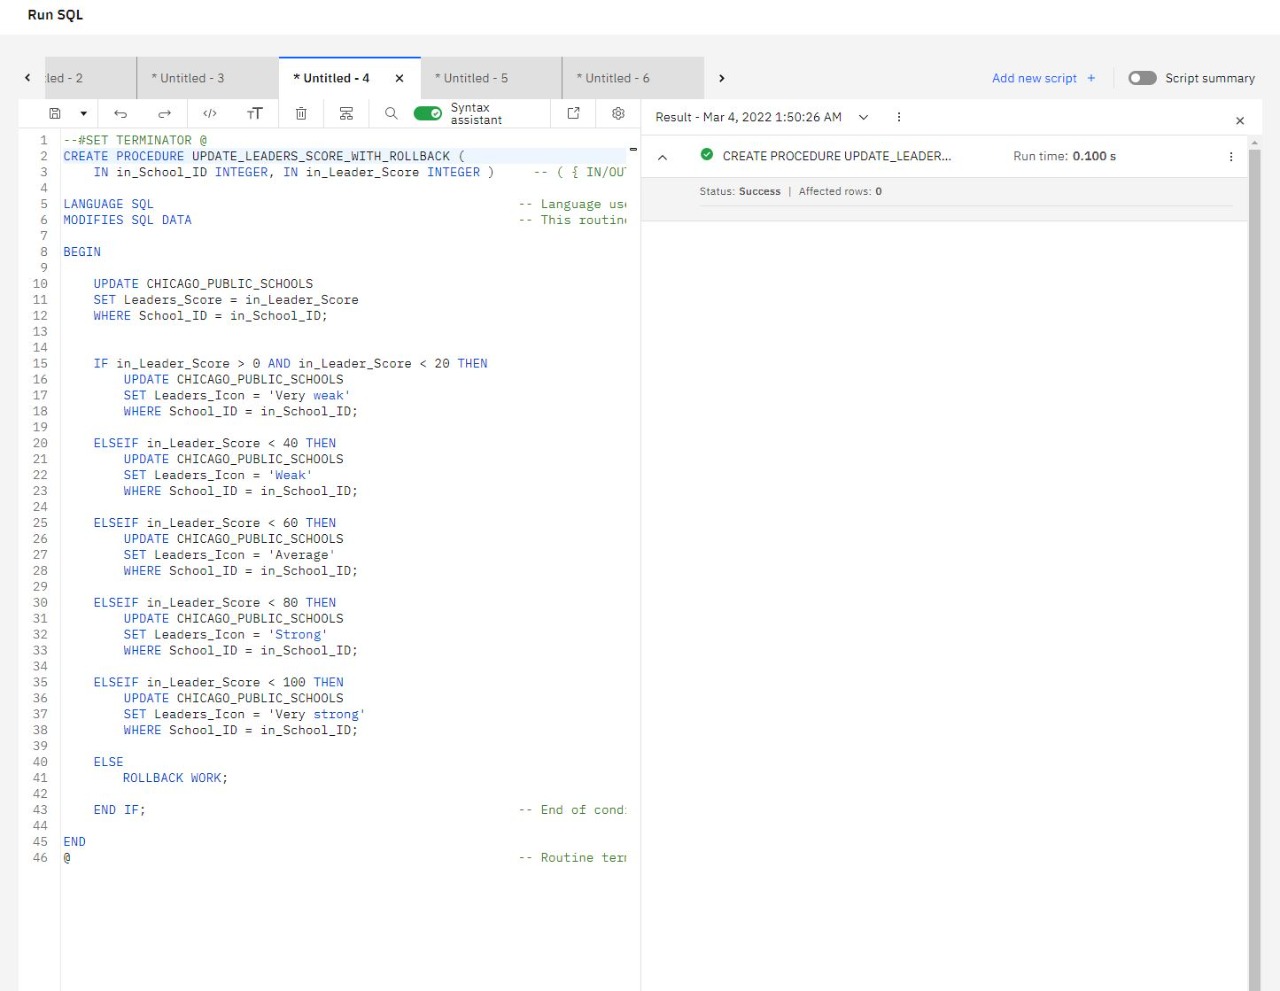 Run SQL
led - 2
* Untitled - 3
* Untitled - 4
* Untitled - 5
* Untitled - 6
Add new script +
Script summary
Syntax assistant
Result - Mar 4, 2022 1:50:26 AM
CREATE PROCEDURE UPDATE_LEADER...
Run time: 0.100 s
Status: Success | Affected rows: 0
1 --#SET TERMINATOR @
2 CREATE PROCEDURE UPDATE_LEADERS_SCORE_WITH_ROLLBACK (
3 IN in_School_ID INTEGER, IN in_Leader_Score INTEGER ) -- ( { IN/OU
4
5 LANGUAGE SQL -- Language us
6 MODIFIES SQL DATA -- This routin
7
8 BEGIN
9
10 UPDATE CHICAGO_PUBLIC_SCHOOLS
11 SET Leaders_Score = in_Leader_Score
12 WHERE School_ID = in_School_ID;
13
14
15 IF in_Leader_Score > 0 AND in_Leader_Score < 20 THEN
16 UPDATE CHICAGO_PUBLIC_SCHOOLS
17 SET Leaders_Icon = 'Very weak'
18 WHERE School_ID = in_School_ID;
19
20 ELSEIF in_Leader_Score < 40 THEN
21 UPDATE CHICAGO_PUBLIC_SCHOOLS
22 SET Leaders_Icon = 'Weak'
23 WHERE School_ID = in_School_ID;
24
25 ELSEIF in_Leader_Score < 60 THEN
26 UPDATE CHICAGO_PUBLIC_SCHOOLS
27 SET Leaders_Icon = 'Average'
28 WHERE School_ID = in_School_ID;
29
30 ELSEIF in_Leader_Score < 80 THEN
31 UPDATE CHICAGO_PUBLIC_SCHOOLS
32 SET Leaders_Icon = 'Strong'
33 WHERE School_ID = in_School_ID;
34
35 ELSEIF in_Leader_Score < 100 THEN
36 UPDATE CHICAGO_PUBLIC_SCHOOLS
37 SET Leaders_Icon = 'Very strong'
38 WHERE School_ID = in_School_ID;
39
40 ELSE
41 ROLLBACK WORK;
42
43 END IF; -- End of cond
44
45 END
46 @ -- Routine ter